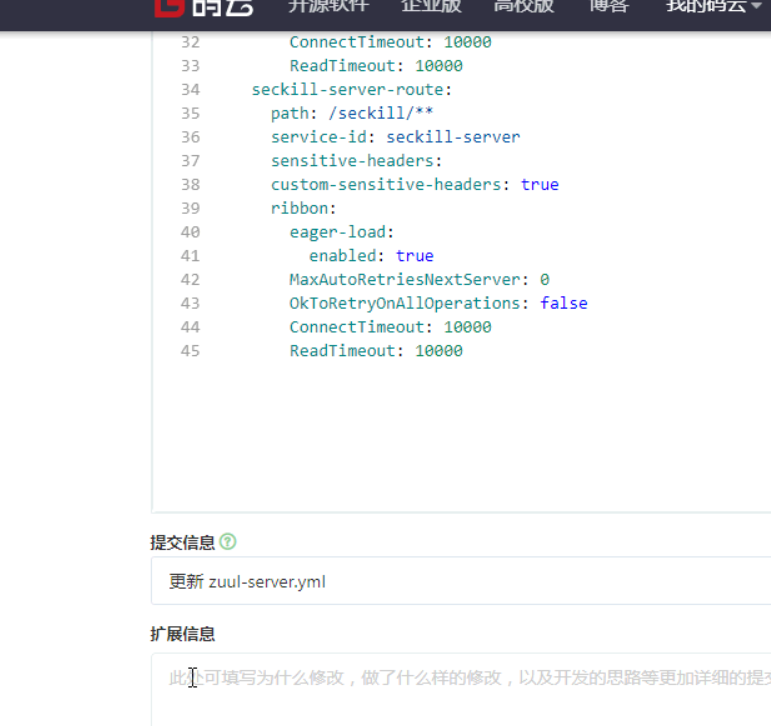 码云 开源软件 企业版 高校版 博客 我的码云
32 ConnectTimeout: 10000
33 ReadTimeout: 10000
34 seckill-server-route:
35 path: /seckill/**
36 service-id: seckill-server
37 sensitive-headers:
38 custom-sensitive-headers: true
39 ribbon:
40 eager-load:
41 enabled: true
42 MaxAutoRetriesNextServer: 0
43 OkToRetryOnAllOperations: false
44 ConnectTimeout: 10000
45 ReadTimeout: 10000
提交信息 ?
更新 zuul-server.yml
扩展信息
此处可填写为什么修改，做了什么样的修改，以及开发的思路等更加详细的提交